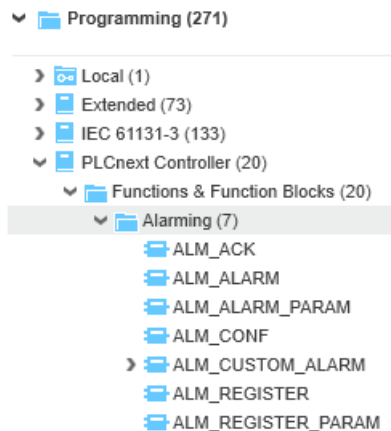 Programming (271)
Local (1)
Extended (73)
IEC 61131-3 (133)
PLCnext Controller (20)
Functions & Function Blocks (20)
Alarming (7)
ALM_ACK
ALM_ALARM
ALM_ALARM_PARAM
ALM_CONF
ALM_CUSTOM_ALARM
ALM_REGISTER
ALM_REGISTER_PARAM